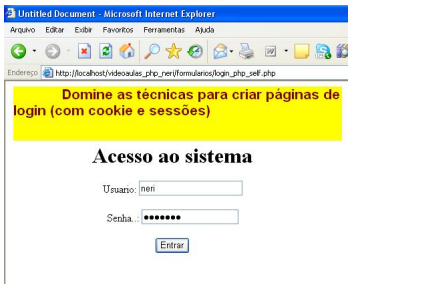 Untitled Document - Microsoft Internet Explorer
Arquivo Editar Exibir Favoritos Ferramentas Ajuda
Endereço http://localhost/videoaulas_php_neri/formularios/login_php_self.php
Domine as técnicas para criar páginas de
login (com cookie e sessões)
Acesso ao sistema
Usuario: neri
Senha..: ●●●●●●●
Entrar